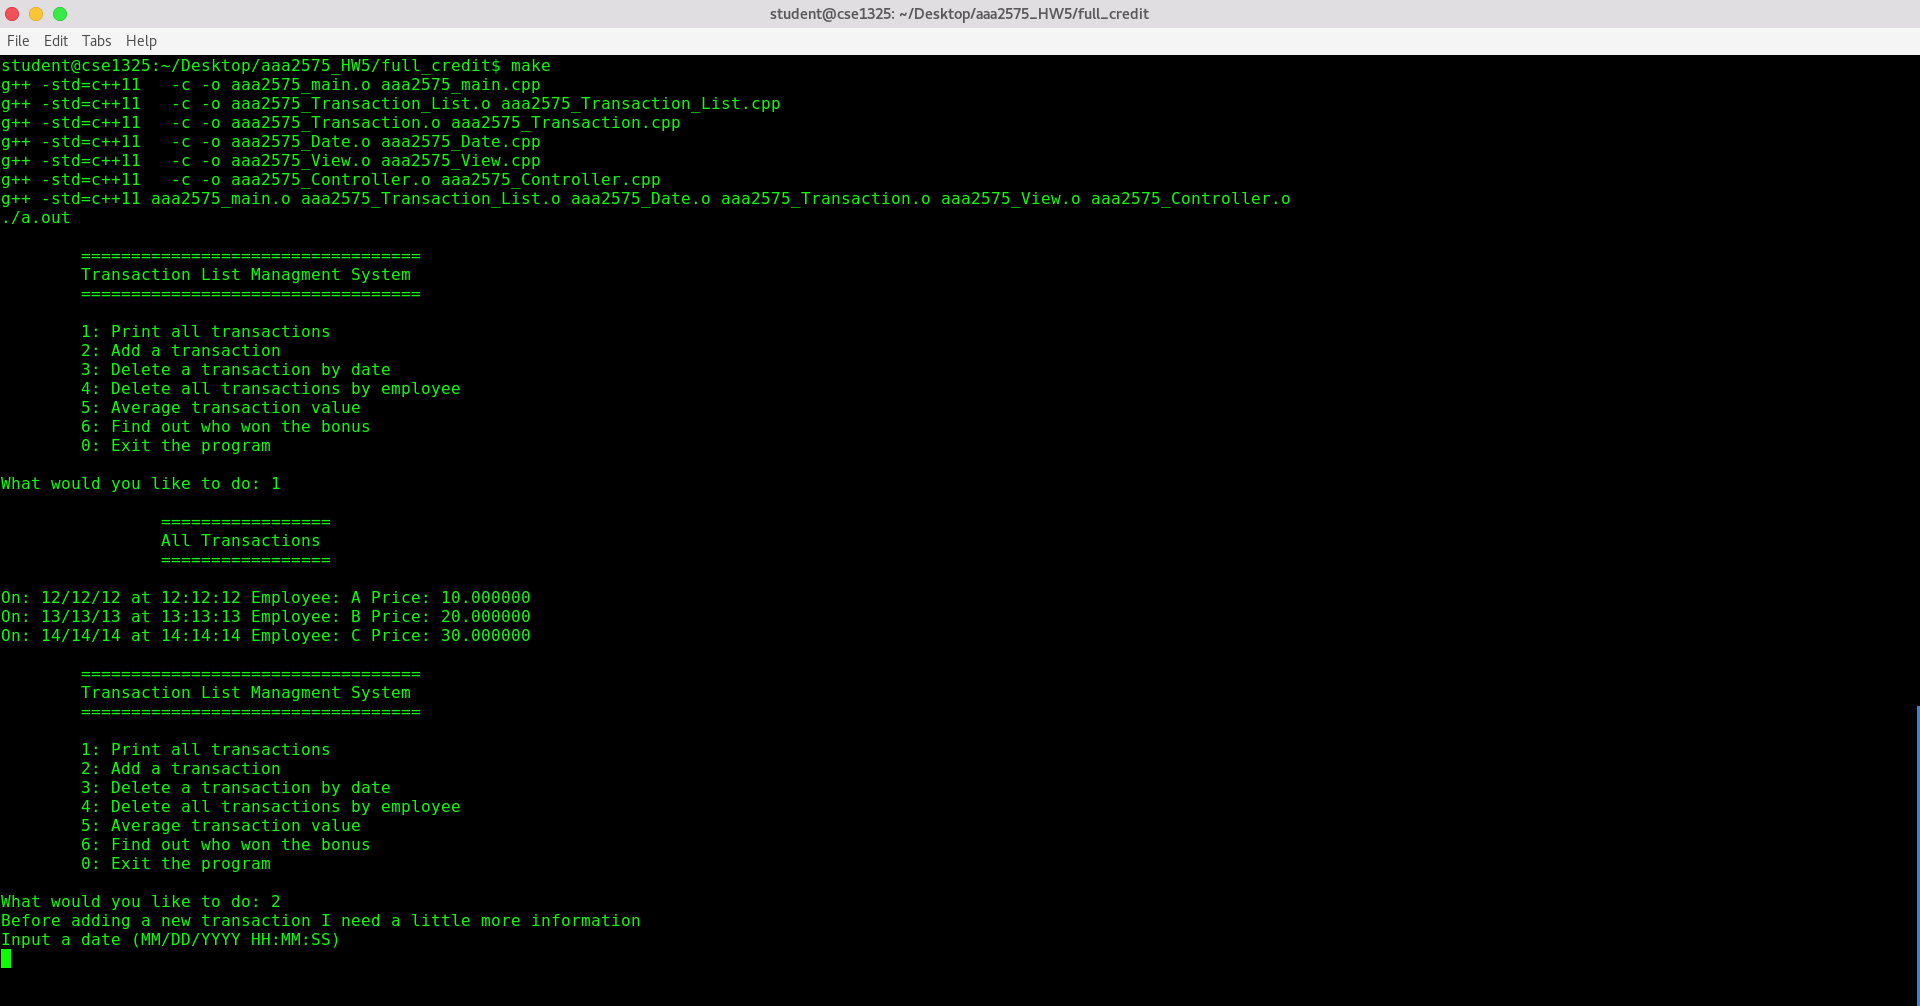 student@cse1325: ~/Desktop/aaa2575_HW5/full_credit
File Edit Tabs Help
student@cse1325:~/Desktop/aaa2575_HW5/full_credit$ make
g++ -std=c++11   -c -o aaa2575_main.o aaa2575_main.cpp
g++ -std=c++11   -c -o aaa2575_Transaction_List.o aaa2575_Transaction_List.cpp
g++ -std=c++11   -c -o aaa2575_Transaction.o aaa2575_Transaction.cpp
g++ -std=c++11   -c -o aaa2575_Date.o aaa2575_Date.cpp
g++ -std=c++11   -c -o aaa2575_View.o aaa2575_View.cpp
g++ -std=c++11   -c -o aaa2575_Controller.o aaa2575_Controller.cpp
g++ -std=c++11 aaa2575_main.o aaa2575_Transaction_List.o aaa2575_Date.o aaa2575_Transaction.o aaa2575_View.o aaa2575_Controller.o
./a.out
==================================
Transaction List Managment System
==================================
1: Print all transactions
2: Add a transaction
3: Delete a transaction by date
4: Delete all transactions by employee
5: Average transaction value
6: Find out who won the bonus
0: Exit the program
What would you like to do: 1
=================
All Transactions
=================
On: 12/12/12 at 12:12:12 Employee: A Price: 10.000000
On: 13/13/13 at 13:13:13 Employee: B Price: 20.000000
On: 14/14/14 at 14:14:14 Employee: C Price: 30.000000
==================================
Transaction List Managment System
==================================
1: Print all transactions
2: Add a transaction
3: Delete a transaction by date
4: Delete all transactions by employee
5: Average transaction value
6: Find out who won the bonus
0: Exit the program
What would you like to do: 2
Before adding a new transaction I need a little more information
Input a date (MM/DD/YYYY HH:MM:SS)